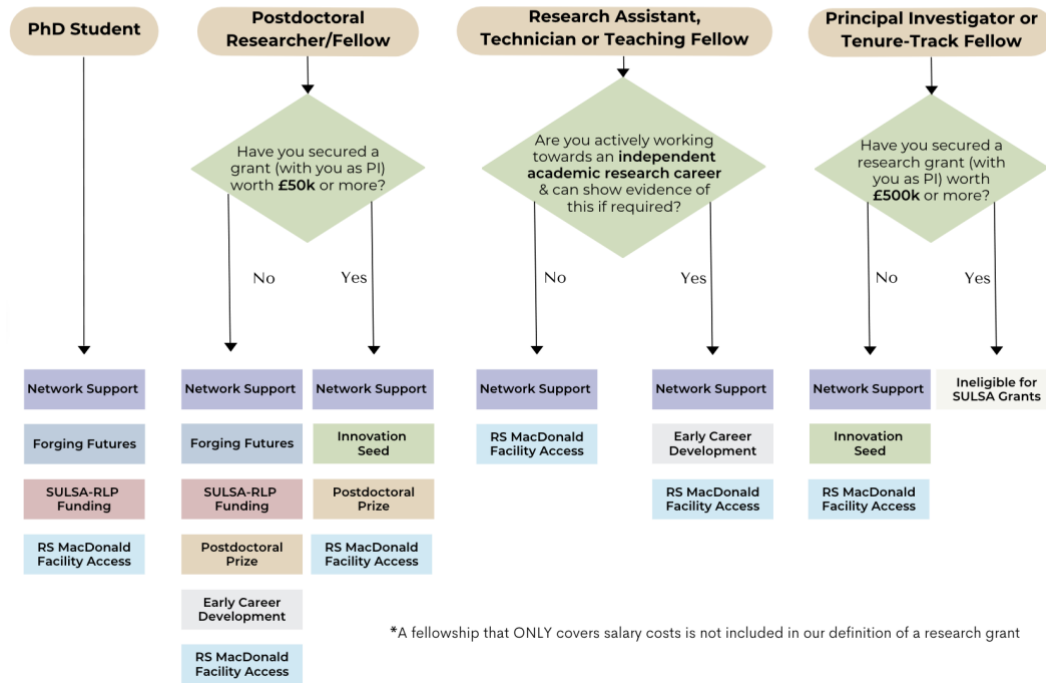 PhD Student
Postdoctoral
Researcher/Fellow
Research Assistant,
Technician or Teaching Fellow
Principal Investigator or
Tenure-Track Fellow
Have you secured a
grant (with you as PI)
worth £50k or more?
Are you actively working
towards an independent
academic research career
& can show evidence of
this if required?
Have you secured a
research grant (with
you as PI) worth
£500k or more?
No
Yes
No
Yes
No
Yes
Network Support
Forging Futures
SULSA-RLP
Funding
RS MacDonald
Facility Access
Network Support
Forging Futures
SULSA-RLP
Funding
Postdoctoral
Prize
Early Career
Development
RS MacDonald
Facility Access
Network Support
Innovation
Seed
Postdoctoral
Prize
RS MacDonald
Facility Access
Network Support
RS MacDonald
Facility Access
Network Support
Early Career
Development
RS MacDonald
Facility Access
Network Support
Innovation
Seed
RS MacDonald
Facility Access
Ineligible for
SULSA Grants
*A fellowship that ONLY covers salary costs is not included in our definition of a research grant